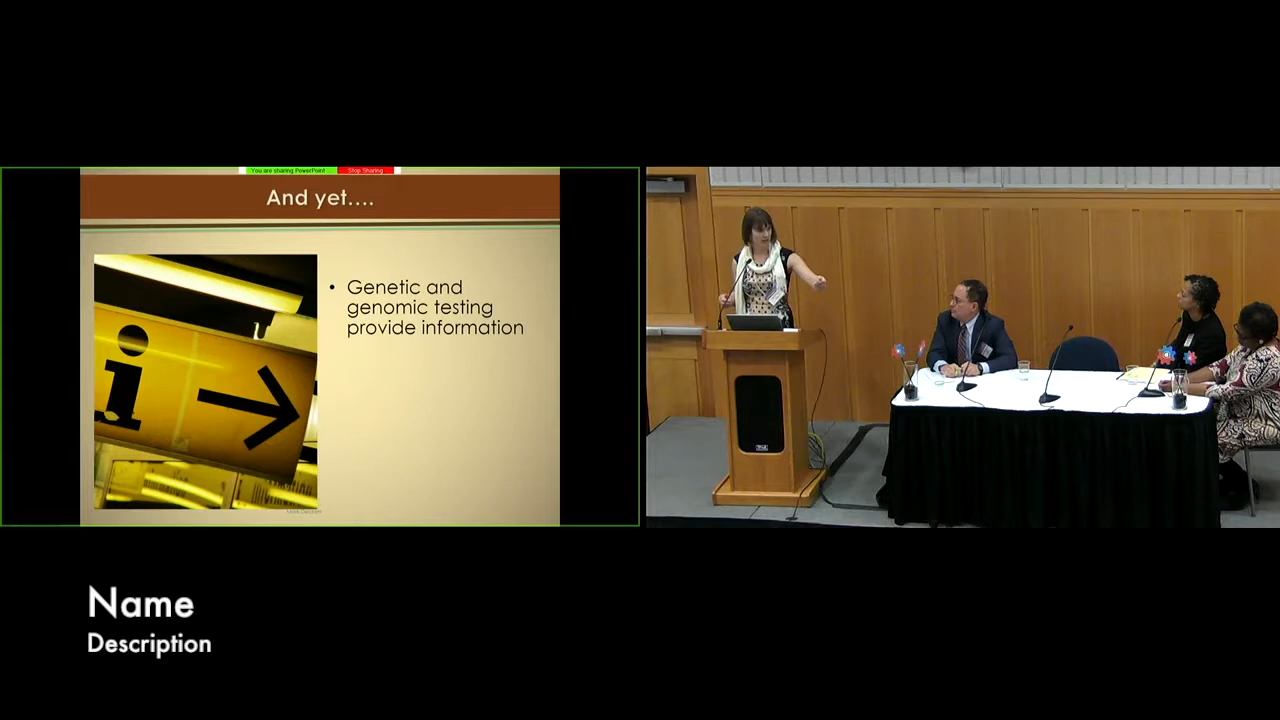 You are sharing PowerPoint
Stop Sharing
And yet....
• Genetic and
genomic testing
provide information
i
Name
Description